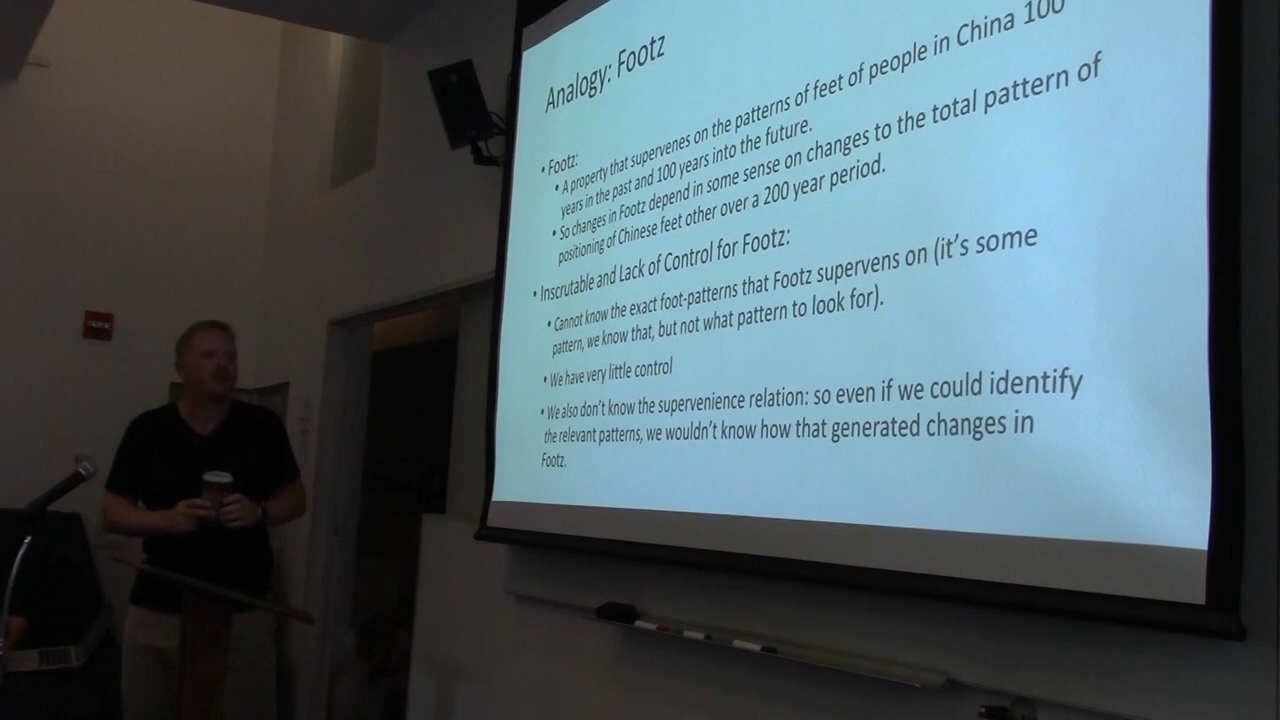 Analogy: Footz
• Footz:
• A property that supervenes on the patterns of feet of people in China 100
years in the past and 100 years into the future.
• So changes in Footz depend in some sense on changes to the total pattern of
positioning of Chinese feet other over a 200 year period.
• Inscrutable and Lack of Control for Footz:
• Cannot know the exact foot-patterns that Footz supervens on (it's some
pattern, we know that, but not what pattern to look for).
• We have very little control
• We also don't know the supervenience relation: so even if we could identify
the relevant patterns, we wouldn't know how that generated changes in
Footz.